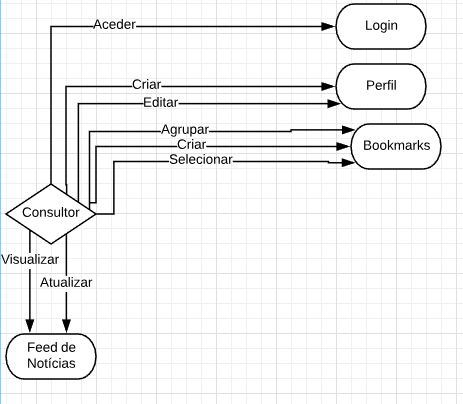 Aceder
Login
Criar
Perfil
Editar
Agrupar
Criar
Bookmarks
Selecionar
Consultor
Visualizar
Atualizar
Feed de
Notícias